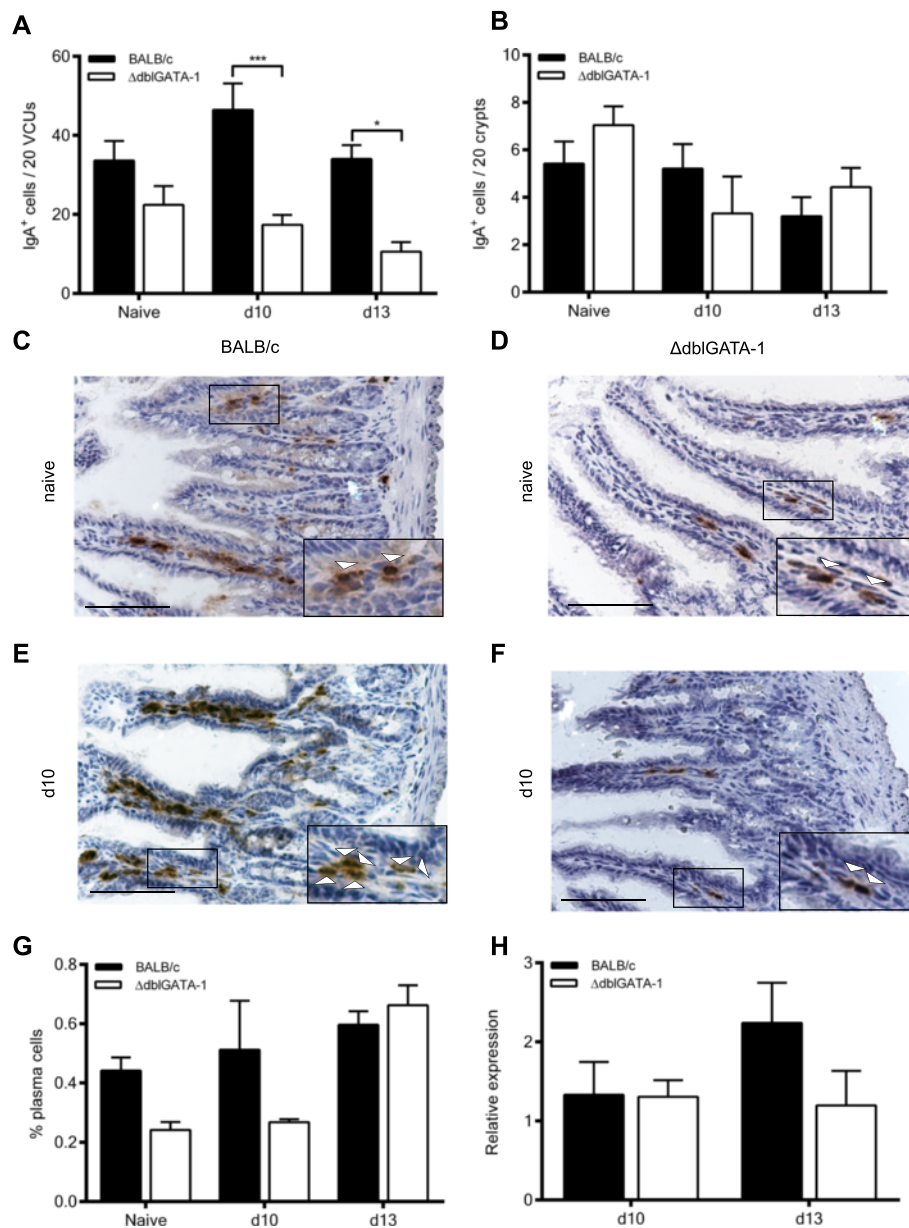 A
BALB/c
ΔdblGATA-1
IgA+ cells / 20 VCUs
60
40
20
0
***
*
Naive
d10
d13
B
BALB/c
ΔdblGATA-1
IgA+ cells / 20 crypts
10
8
6
4
2
0
Naive
d10
d13
C
BALB/c
naive
D
ΔdblGATA-1
naive
E
d10
F
d10
G
BALB/c
ΔdblGATA-1
% plasma cells
0.8
0.6
0.4
0.2
0.0
Naive
d10
d13
H
BALB/c
ΔdblGATA-1
Relative expression
3
2
1
0
d10
d13